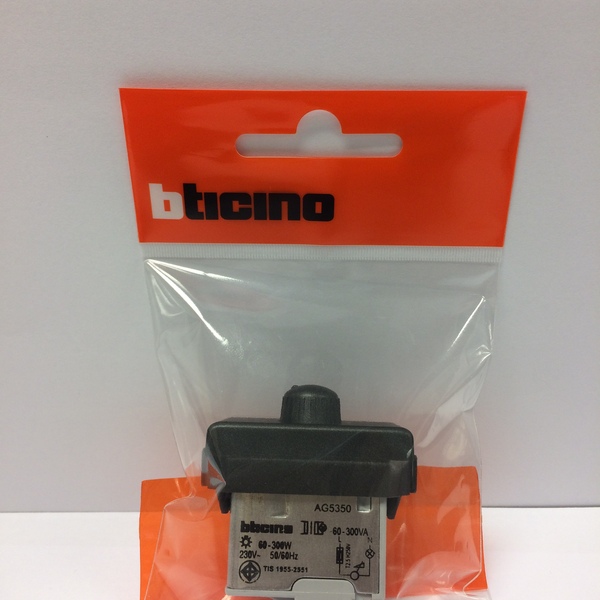 bticino
AG5350
bticino 60-300VA
60-300W
230V~ 50/60Hz
L N
TIS 1955-2551